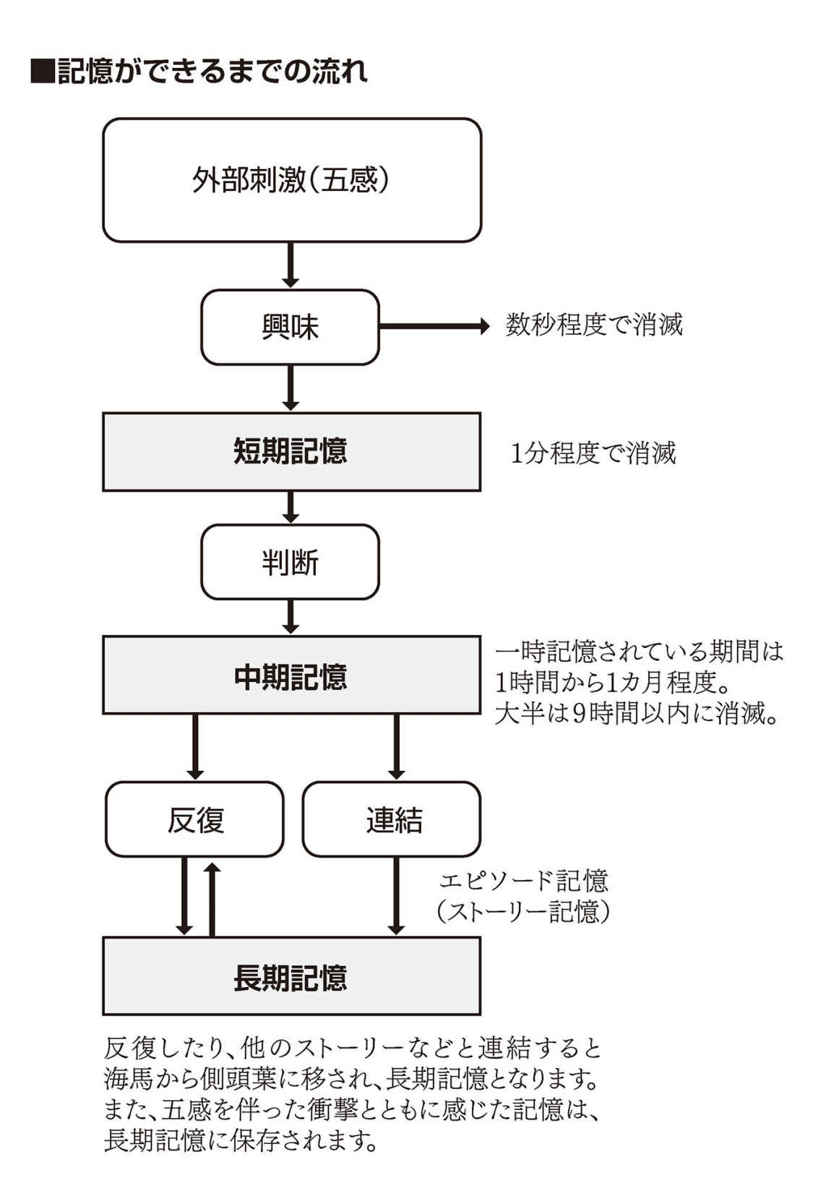 ■記憶ができるまでの流れ
外部刺激(五感)
興味
数秒程度で消滅
短期記憶
1分程度で消滅
判断
中期記憶
一時記憶されている期間は
1時間から1カ月程度。
大半は9時間以内に消滅。
反復
連結
エピソード記憶
(ストーリー記憶)
長期記憶
反復したり、他のストーリーなどと連結すると
海馬から側頭葉に移され、長期記憶となります。
また、五感を伴った衝撃とともに感じた記憶は、
長期記憶に保存されます。